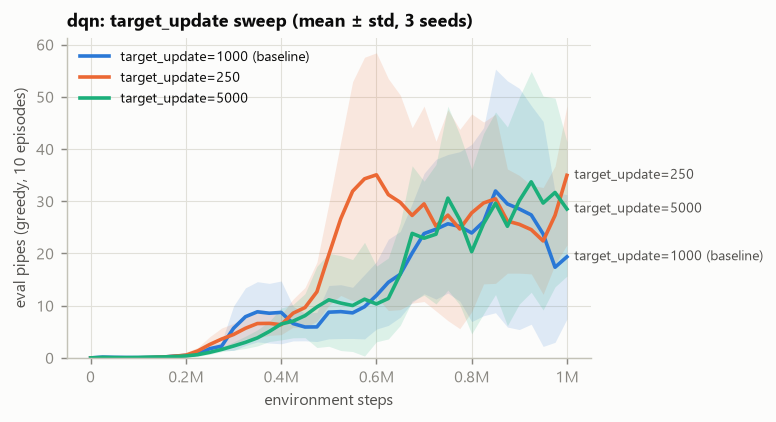 dqn: target_update sweep (mean ± std, 3 seeds)
target_update=1000 (baseline)
target_update=250
target_update=5000
eval pipes (greedy, 10 episodes)
60
50
40
30
20
10
0
target_update=250
target_update=5000
target_update=1000 (baseline)
0
0.2M
0.4M
0.6M
0.8M
1M
environment steps